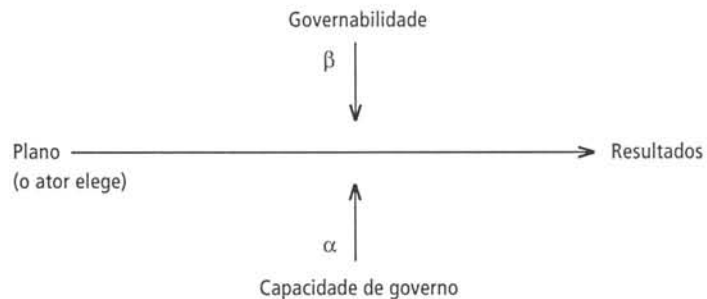 Governabilidade
β
Plano
Resultados
(o ator elege)
α
Capacidade de governo